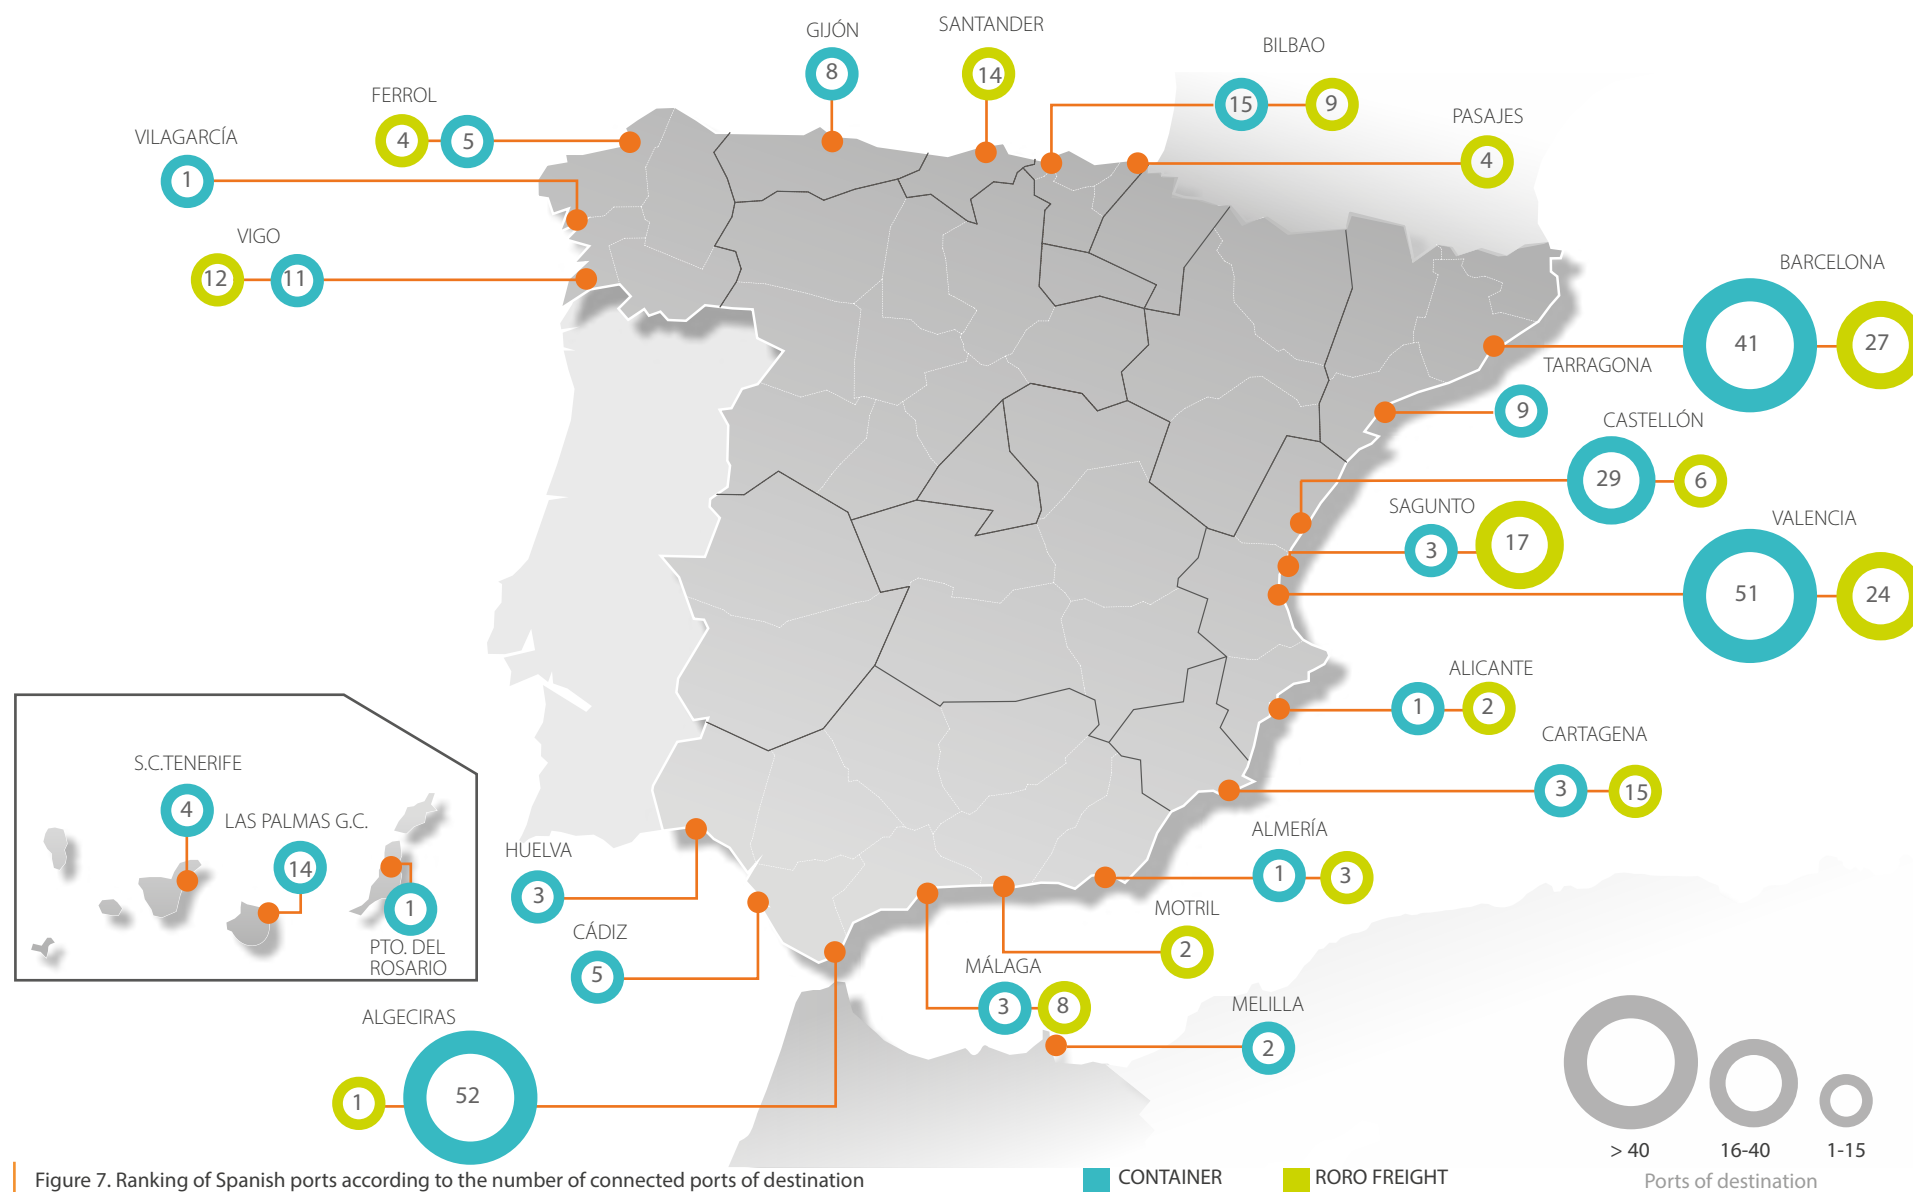 GIJÓN
8
SANTANDER
14
BILBAO
15
9
FERROL
4
5
PASAJES
4
VILAGARCÍA
1
VIGO
12
11
BARCELONA
41
27
TARRAGONA
9
CASTELLÓN
29
6
SAGUNTO
3
17
VALENCIA
51
24
ALICANTE
1
2
CARTAGENA
3
15
S.C.TENERIFE
4
LAS PALMAS G.C.
14
1
PTO. DEL
ROSARIO
HUELVA
3
ALMERÍA
1
3
CÁDIZ
5
MOTRIL
2
MÁLAGA
3
8
MELILLA
2
ALGECIRAS
1
52
> 40
16-40
1-15
Ports of destination
CONTAINER
RORO FREIGHT
Figure 7. Ranking of Spanish ports according to the number of connected ports of destination